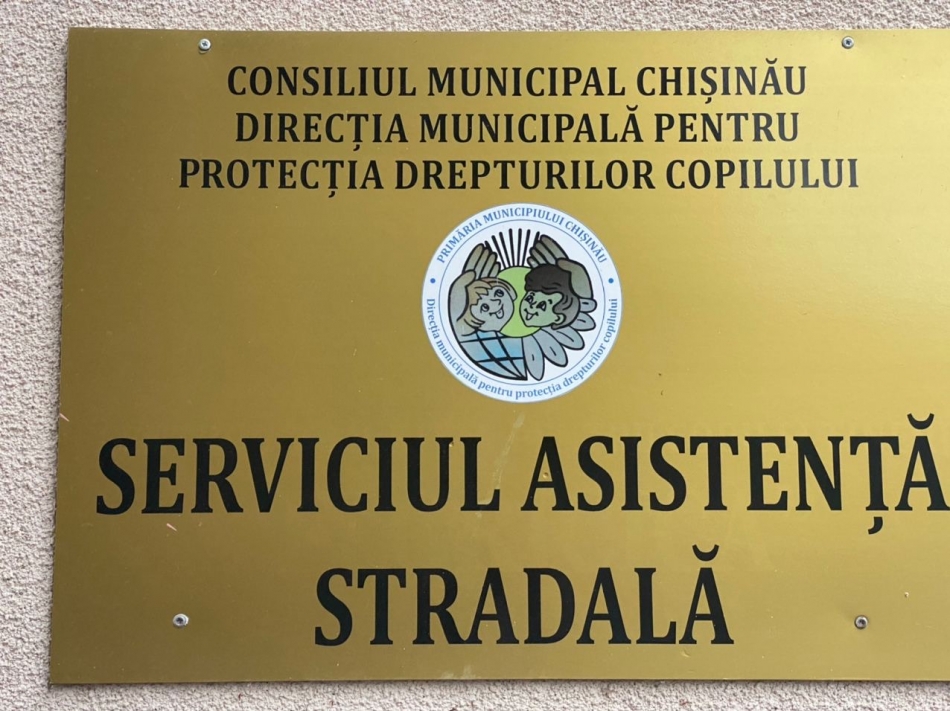 CONSILIUL MUNICIPAL CHIȘINĂU
DIRECȚIA MUNICIPALĂ PENTRU
PROTECȚIA DREPTURILOR COPILULUI
PRIMĂRIA MUNICIPIULUI CHIȘINĂU
Direcția municipală pentru protecția drepturilor copilului
SERVICIUL ASISTENȚĂ
STRADALĂ